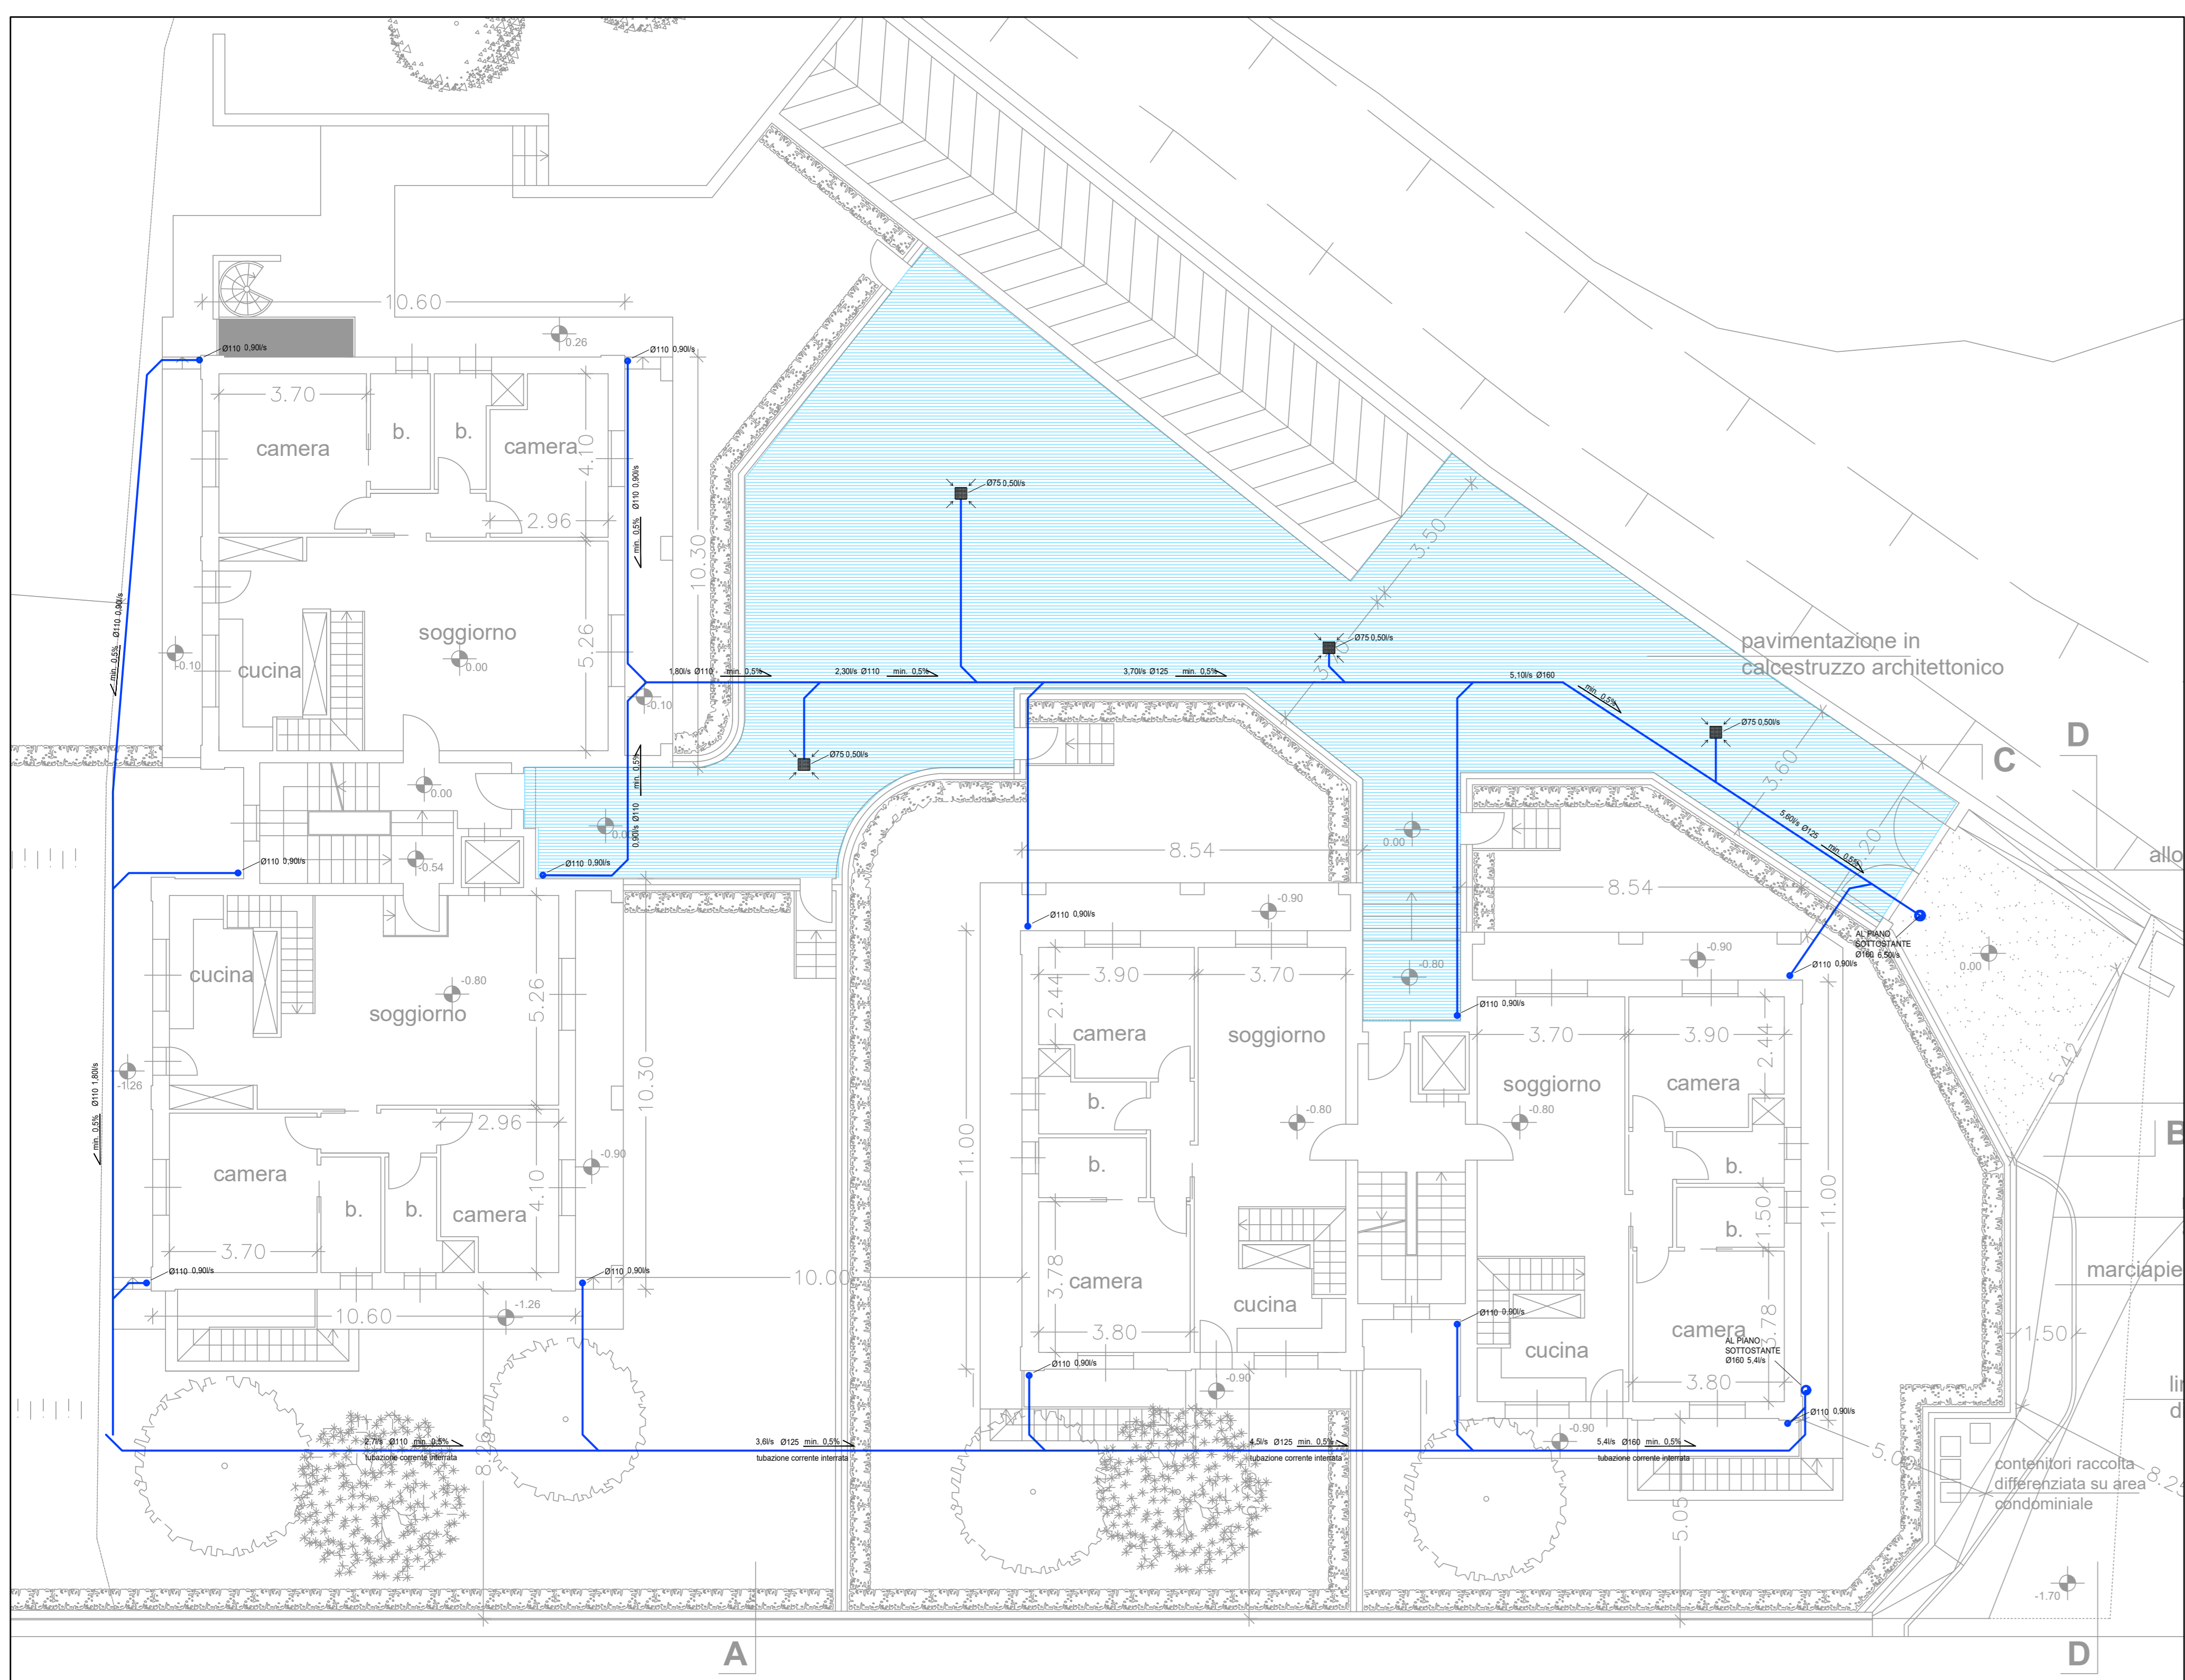 10.60
0.26
Ø110 0,90l/s
Ø110 0,90l/s
3.70
camera
b.
b.
camera
4.10
2.96
min. 0,5% Ø110 0,90l/s
10.30
Ø75 0,50l/s
3.50
min. 0,5% Ø110 0,90l/s
soggiorno
0.00
5.26
cucina
-0.10
-0.10
Ø75 0,50l/s
pavimentazione in
calcestruzzo architettonico
1,80l/s Ø110 min. 0,5%
2,30l/s Ø110 min. 0,5%
3,70l/s Ø125 min. 0,5%
5,10l/s Ø160
min. 0,5%
Ø75 0,50l/s
Ø75 0,50l/s
C
D
3.60
0.00
-0.54
0,90l/s Ø110 min. 0,5%
8.54
0.00
8.54
5,60l/s Ø125
min. 0,5%
allo
Ø110 0,90l/s
Ø110 0,90l/s
-0.90
Ø110 0,90l/s
AL PIANO
SOTTOSTANTE
Ø160 6,50l/s
0.00
-0.90
Ø110 0,90l/s
-0.80
Ø110 0,90l/s
cucina
-0.80
soggiorno
5.26
3.90
3.70
2.44
camera
soggiorno
3.70
3.90
2.44
soggiorno
camera
-1.26
10.30
5.42
min. 0,5% Ø110 1,80l/s
2.96
b.
-0.80
-0.80
11.00
11.00
B
-0.90
camera
4.10
b.
b.
camera
b.
b.
1.50
3.70
Ø110 0,90l/s
Ø110 0,90l/s
10.00
3.78
camera
cucina
marciapie
-1.26
10.60
3.80
Ø110 0,90l/s
3.78
camera
cucina
AL PIANO
SOTTOSTANTE
Ø160 5,4l/s
1.50
Ø110 0,90l/s
-0.90
3.80
Ø110 0,90l/s
-0.90
2,7l/s Ø110 min. 0,5%
tubazione corrente interrata
3,6l/s Ø125 min. 0,5%
tubazione corrente interrata
4,5l/s Ø125 min. 0,5%
tubazione corrente interrata
5,4l/s Ø160 min. 0,5%
tubazione corrente interrata
8.26
5.05
contenitori raccolta
differenziata su area
condominiale
-1.70
A
D